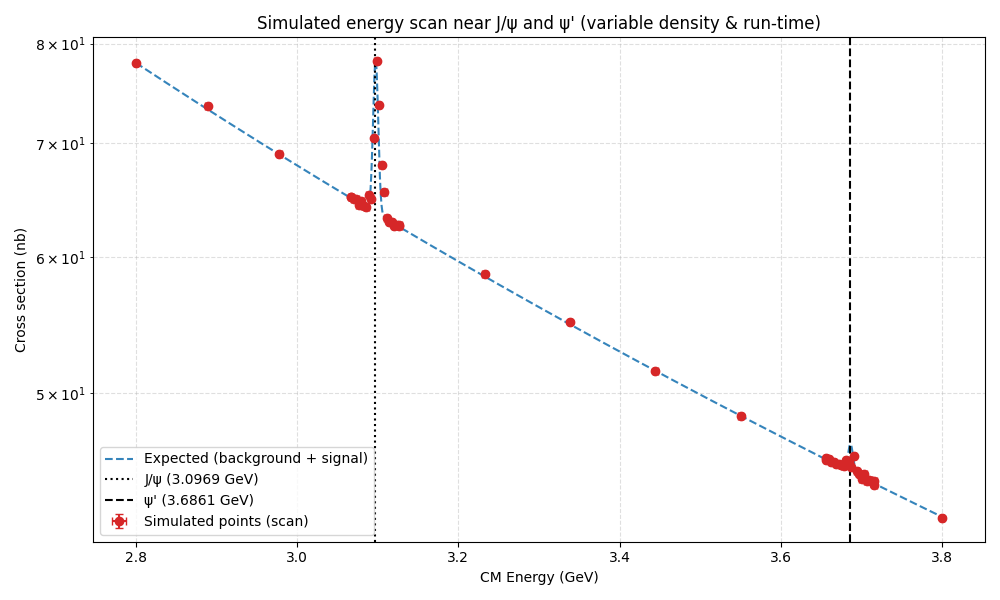 Simulated energy scan near J/ψ and ψ' (variable density & run-time)
Cross section (nb)
8 × 10¹
7 × 10¹
6 × 10¹
5 × 10¹
Expected (background + signal)
J/ψ (3.0969 GeV)
ψ' (3.6861 GeV)
Simulated points (scan)
2.8 3.0 3.2 3.4 3.6 3.8
CM Energy (GeV)